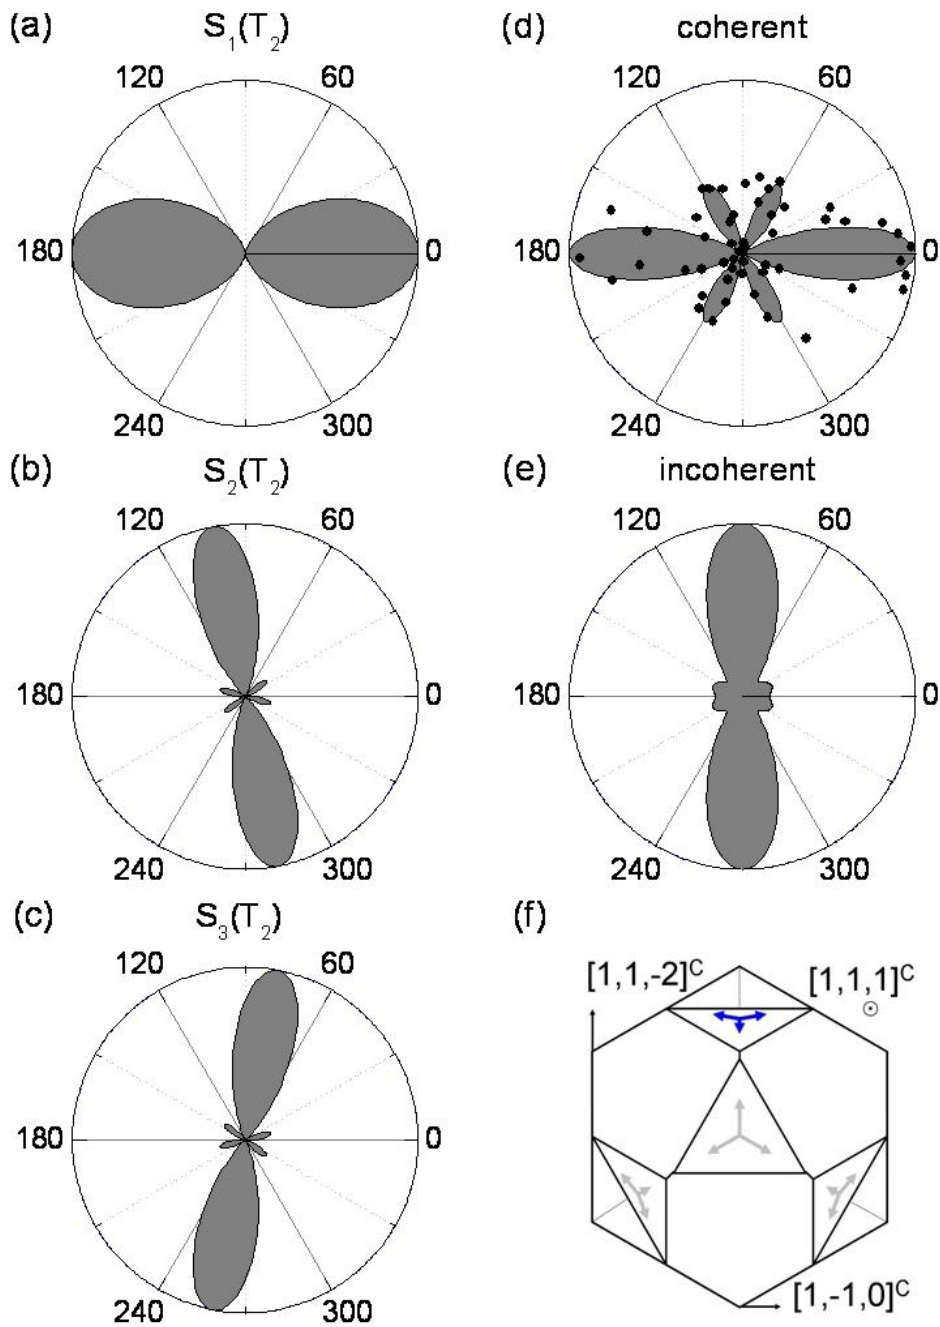 (a) S1(T2)
120 60
180 0
240 300
(b) S2(T2)
120 60
180 0
240 300
(c) S3(T2)
120 60
180 0
240 300
(d) coherent
120 60
180 0
240 300
(e) incoherent
120 60
180 0
240 300
(f)
[1,1,-2]C [1,1,1]C
[1,-1,0]C